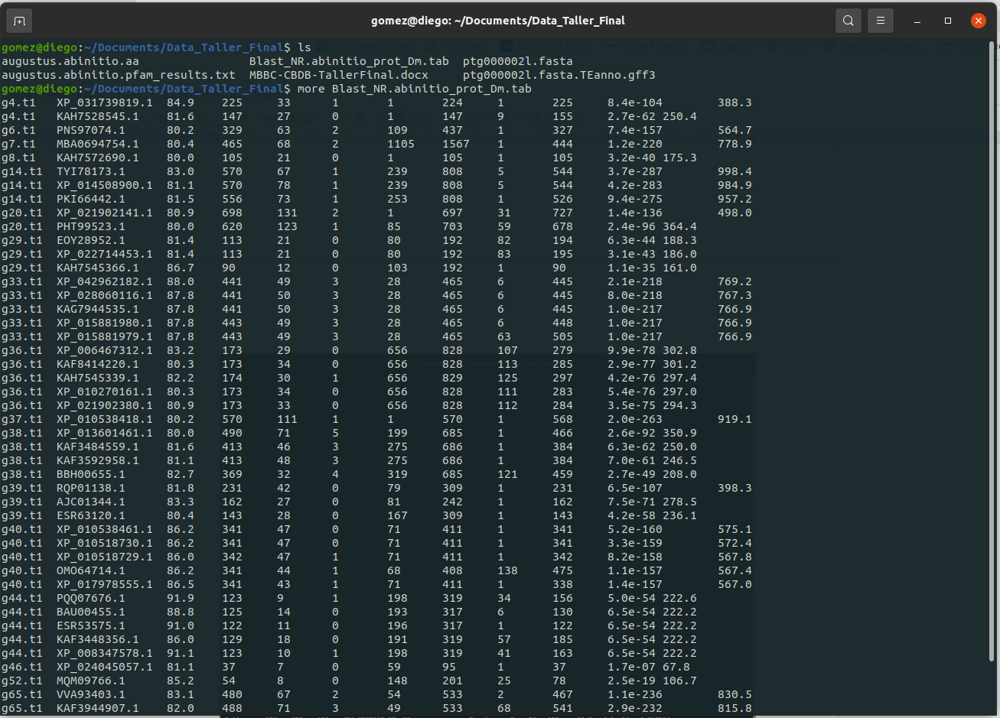 gomez@diego: ~/Documents/Data_Taller_Final
gomez@diego:~/Documents/Data_Taller_Final$ ls
augustus.abinitio.aa Blast_NR.abinitio_prot_Dm.tab ptg000002l.fasta
augustus.abinitio.pfam_results.txt MBBC-CBDB-TallerFinal.docx ptg000002l.fasta.TEanno.gff3
gomez@diego:~/Documents/Data_Taller_Final$ more Blast_NR.abinitio_prot_Dm.tab
g4.t1 XP_031739819.1 84.9 225 33 1 1 224 1 225 8.4e-104 388.3
g4.t1 KAH7528545.1 81.6 147 27 0 1 147 9 155 2.7e-62 250.4
g6.t1 PNS97074.1 80.2 329 63 2 109 437 1 327 7.4e-157 564.7
g7.t1 MBA0694754.1 80.4 465 68 2 1105 1567 1 444 1.2e-220 778.9
g8.t1 KAH7572690.1 80.0 105 21 0 1 105 1 105 3.2e-40 175.3
g14.t1 TYI78173.1 83.0 570 67 1 239 808 5 544 3.7e-287 998.4
g14.t1 XP_014508900.1 81.1 570 78 1 239 808 5 544 4.2e-283 984.9
g14.t1 PKI66442.1 81.5 556 73 1 253 808 1 526 9.4e-275 957.2
g20.t1 XP_021902141.1 80.9 698 131 2 1 697 31 727 1.4e-136 498.0
g20.t1 PHT99523.1 80.0 620 123 1 85 703 59 678 2.4e-96 364.4
g29.t1 EOY28952.1 81.4 113 21 0 80 192 82 194 6.3e-44 188.3
g29.t1 XP_022714453.1 81.4 113 21 0 80 192 83 195 3.1e-43 186.0
g29.t1 KAH7545366.1 86.7 90 12 0 103 192 1 90 1.1e-35 161.0
g33.t1 XP_042962182.1 88.0 441 49 3 28 465 6 445 2.1e-218 769.2
g33.t1 XP_028060116.1 87.8 441 50 3 28 465 6 445 8.0e-218 767.3
g33.t1 KAG7944535.1 87.8 441 50 3 28 465 6 445 1.0e-217 766.9
g33.t1 XP_015881980.1 87.8 443 49 3 28 465 6 448 1.0e-217 766.9
g33.t1 XP_015881979.1 87.8 443 49 3 28 465 63 505 1.0e-217 766.9
g36.t1 XP_006467312.1 83.2 173 29 0 656 828 107 279 9.9e-78 302.8
g36.t1 KAF8414220.1 80.3 173 34 0 656 828 113 285 2.9e-77 301.2
g36.t1 KAH7545339.1 82.2 174 30 1 656 829 125 297 4.2e-76 297.4
g36.t1 XP_010270161.1 80.3 173 34 0 656 828 111 283 5.4e-76 297.0
g36.t1 XP_021902380.1 80.9 173 33 0 656 828 112 284 3.5e-75 294.3
g37.t1 XP_010538418.1 80.2 570 111 1 1 570 1 568 2.0e-263 919.1
g38.t1 XP_013601461.1 80.0 490 71 5 199 685 1 466 2.6e-92 350.9
g38.t1 KAF3484559.1 81.6 413 46 3 275 686 1 384 6.3e-62 250.0
g38.t1 KAF3592958.1 81.1 413 48 3 275 686 1 384 7.0e-61 246.5
g38.t1 BBH00655.1 82.7 369 32 4 319 685 121 459 2.7e-49 208.0
g39.t1 RQP01138.1 81.8 231 42 0 79 309 1 231 6.5e-107 398.3
g39.t1 AJC01344.1 83.3 162 27 0 81 242 1 162 7.5e-71 278.5
g39.t1 ESR63120.1 80.4 143 28 0 167 309 1 143 4.2e-58 236.1
g40.t1 XP_010538461.1 86.2 341 47 0 71 411 1 341 5.2e-160 575.1
g40.t1 XP_010518730.1 86.2 341 47 0 71 411 1 341 3.3e-159 572.4
g40.t1 XP_010518729.1 86.0 342 47 1 71 411 1 342 8.2e-158 567.8
g40.t1 OMO64714.1 86.2 341 44 1 68 408 138 475 1.1e-157 567.4
g40.t1 XP_017978555.1 86.5 341 43 1 71 411 1 338 1.4e-157 567.0
g44.t1 PQQ07676.1 91.9 123 9 1 198 319 34 156 5.0e-54 222.6
g44.t1 BAU00455.1 88.8 125 14 0 193 317 6 130 6.5e-54 222.2
g44.t1 ESR53575.1 91.0 122 11 0 196 317 1 122 6.5e-54 222.2
g44.t1 KAF3448356.1 86.0 129 18 0 191 319 57 185 6.5e-54 222.2
g44.t1 XP_008347578.1 91.1 123 10 1 198 319 41 163 6.5e-54 222.2
g46.t1 XP_024045057.1 81.1 37 7 0 59 95 1 37 1.7e-07 67.8
g52.t1 MQM09766.1 85.2 54 8 0 148 201 25 78 2.5e-19 106.7
g65.t1 VVA93403.1 83.1 480 67 2 54 533 2 467 1.1e-236 830.5
g65.t1 KAF3944907.1 82.0 488 71 3 49 533 68 541 2.9e-232 815.8